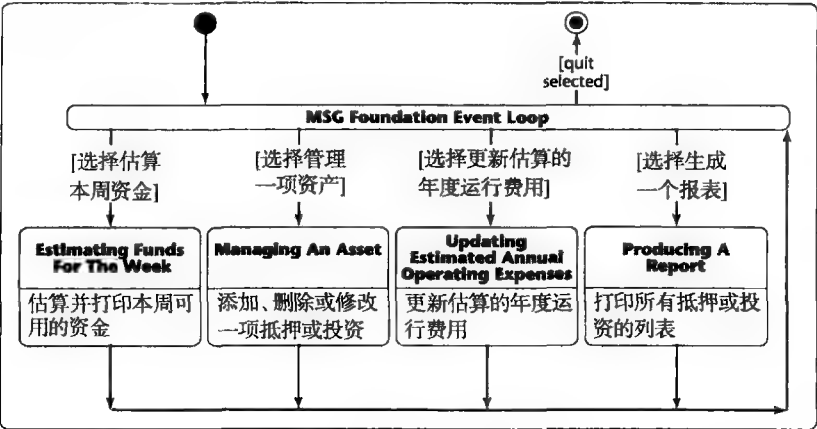 [quit
selected]
MSG Foundation Event Loop
[选择估算
本周资金]
[选择管理
一项资产]
[选择更新估算的
年度运行费用]
[选择生成
一个报表]
Estimating Funds
For The Week
估算并打印本周可
用的资金
Managing An Asset
添加、删除或修改
一项抵押或投资
Updating
Estimated Annual
Operating Expenses
更新估算的年度运
行费用
Producing A
Report
打印所有抵押或投
资的列表